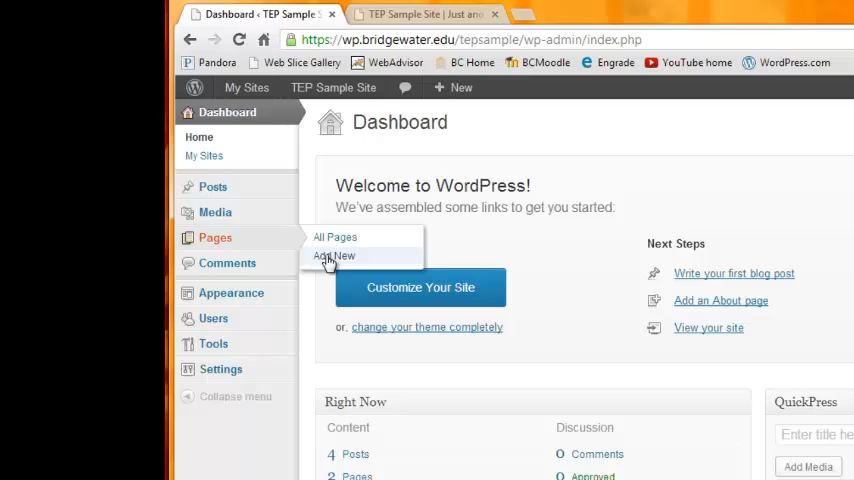 Dashboard ‹ TEP Sample S
TEP Sample Site | Just and
https://wp.bridgewater.edu/tepsample/wp-admin/index.php
Pandora Web Slice Gallery WebAdvisor BC Home BCMoodle Engrade YouTube home WordPress.com
My Sites TEP Sample Site + New
Dashboard
Home
My Sites
Posts
Media
Pages
Comments
Appearance
Users
Tools
Settings
Collapse menu
All Pages
Add New
Dashboard
Welcome to WordPress!
We've assembled some links to get you started:
Customize Your Site
or, change your theme completely
Next Steps
Write your first blog post
Add an About page
View your site
Right Now
Content
4 Posts
2 Pages
Discussion
0 Comments
0 Approved
QuickPress
Enter title he
Add Media